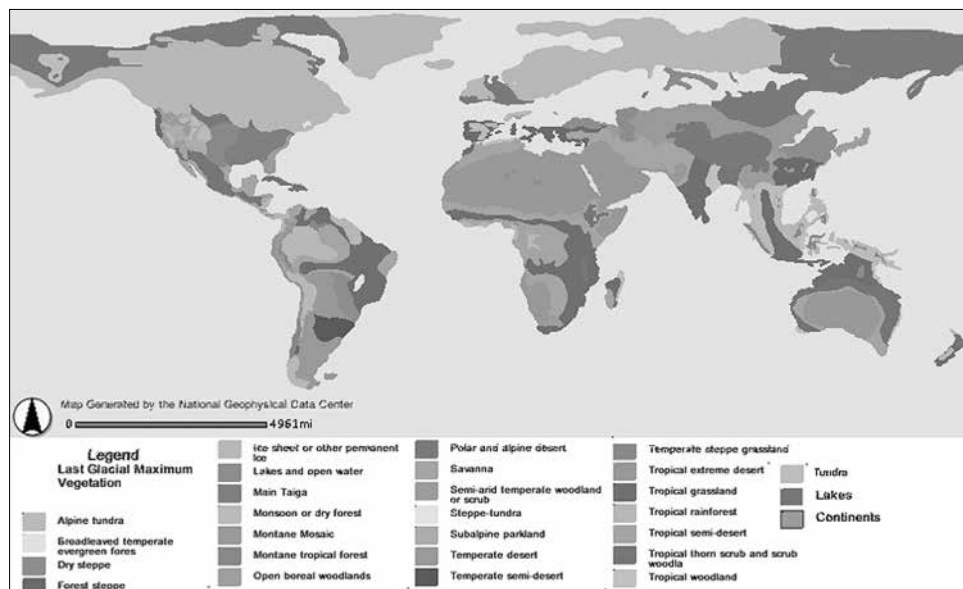 Map Generated by the National Geophysical Data Center
0 4961mi
Legend
Last Glacial Maximum
Vegetation
Alpine tundra
Broadleaved temperate
evergreen fores
Dry steppe
Forest steppe
Ice sheet or other permanent
ice
Lakes and open water
Main Taiga
Monsoon or dry forest
Montane Mosaic
Montane tropical forest
Open boreal woodlands
Polar and alpine desert
Savanna
Semi-arid temperate woodland
or scrub
Steppe-tundra
Subalpine parkland
Temperate desert
Temperate semi-desert
Temperate steppe grassland
Tropical extreme desert
Tropical grassland
Tropical rainforest
Tropical semi-desert
Tropical thorn scrub and scrub
woodla
Tropical woodland
Tundra
Lakes
Continents